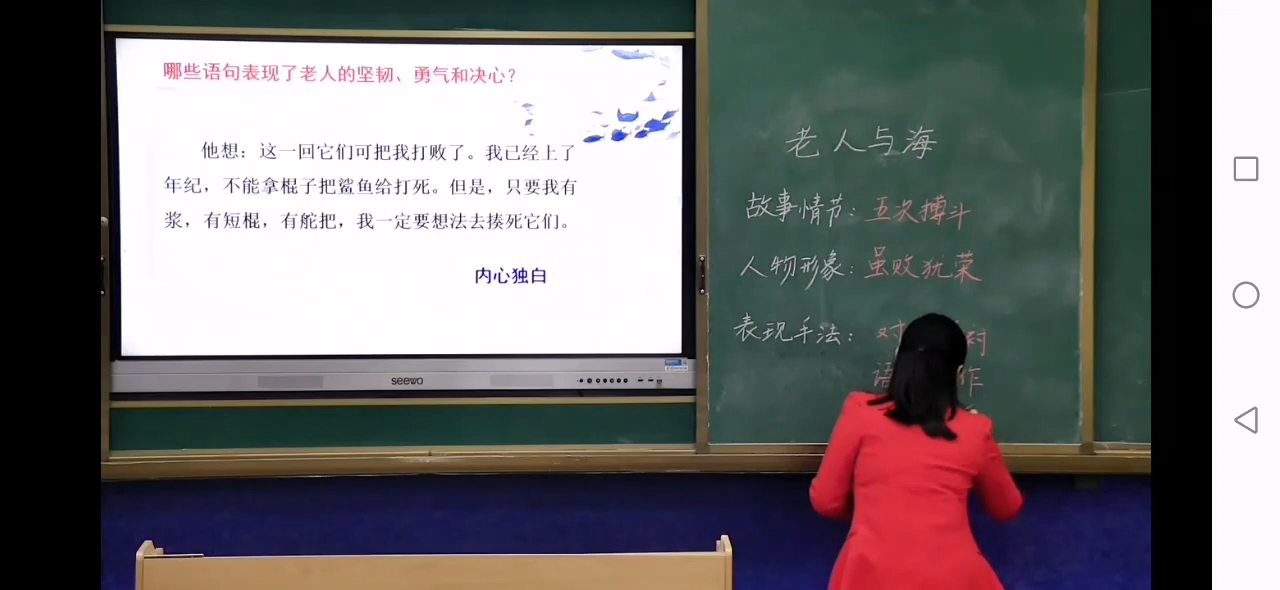 哪些语句表现了老人的坚韧、勇气和决心？
他想：这一回它们可把我打败了。我已经上了
年纪，不能拿棍子把鲨鱼给打死。但是，只要我有
桨，有短棍，有舵把，我一定要想法去揍死它们。
内心独白
seewo
老人与海
故事情节：五次搏斗
人物形象：虽败犹荣
表现手法：对 对
语 作